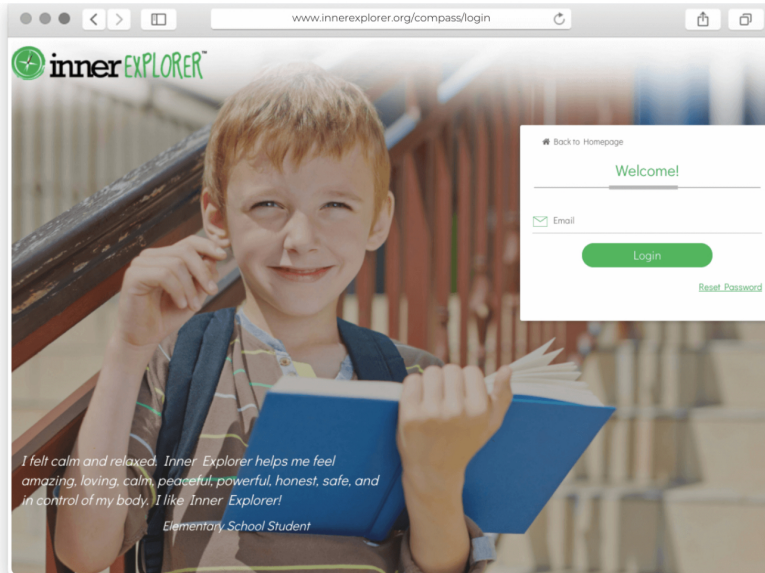 www.innerexplorer.org/compass/login
inner EXPLORER™
Back to Homepage
Welcome!
Email
Login
Reset Password
I felt calm and relaxed. Inner Explorer helps me feel
amazing, loving, calm, peaceful, powerful, honest, safe, and
in control of my body. I like Inner Explorer!
Elementary School Student